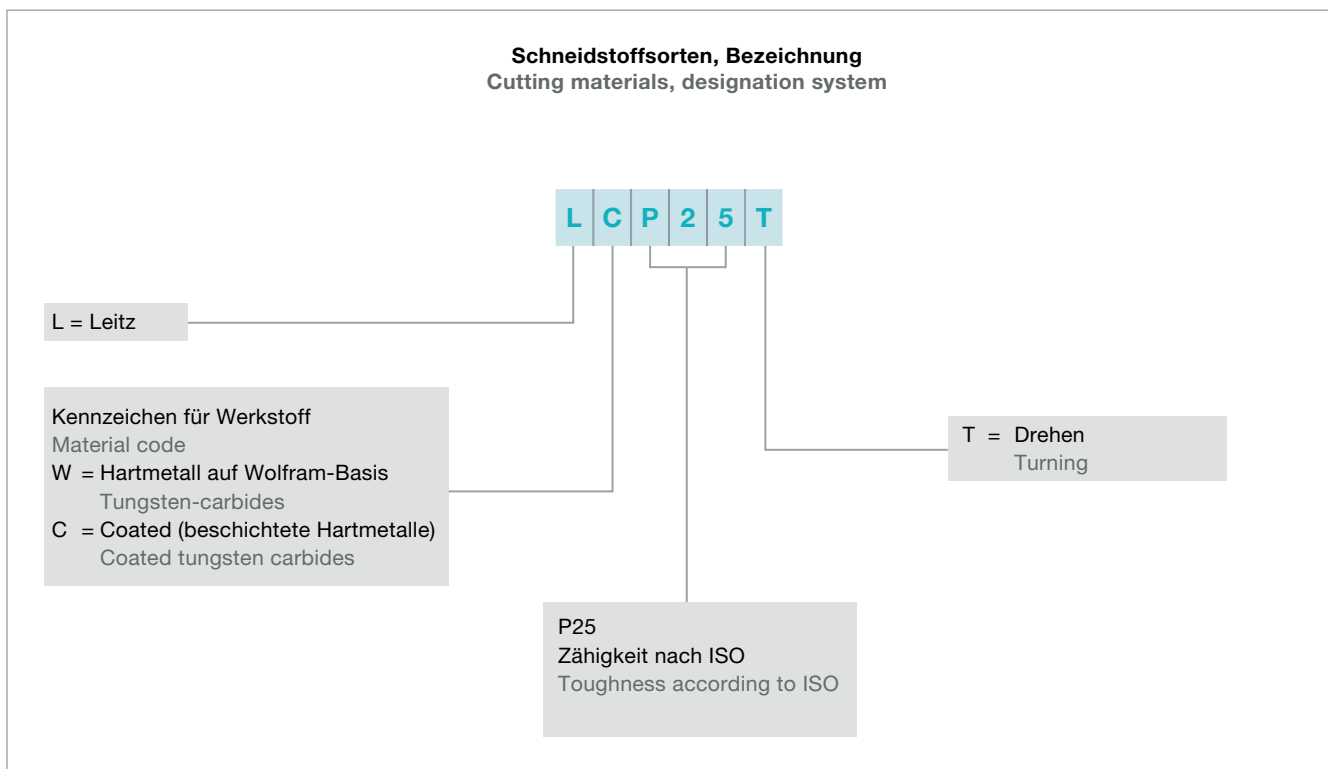 Schneidstoffsorten, Bezeichnung
Cutting materials, designation system
L C P 2 5 T
L = Leitz
Kennzeichen für Werkstoff
Material code
W = Hartmetall auf Wolfram-Basis
Tungsten-carbides
C = Coated (beschichtete Hartmetalle)
Coated tungsten carbides
T = Drehen
Turning
P25
Zähigkeit nach ISO
Toughness according to ISO